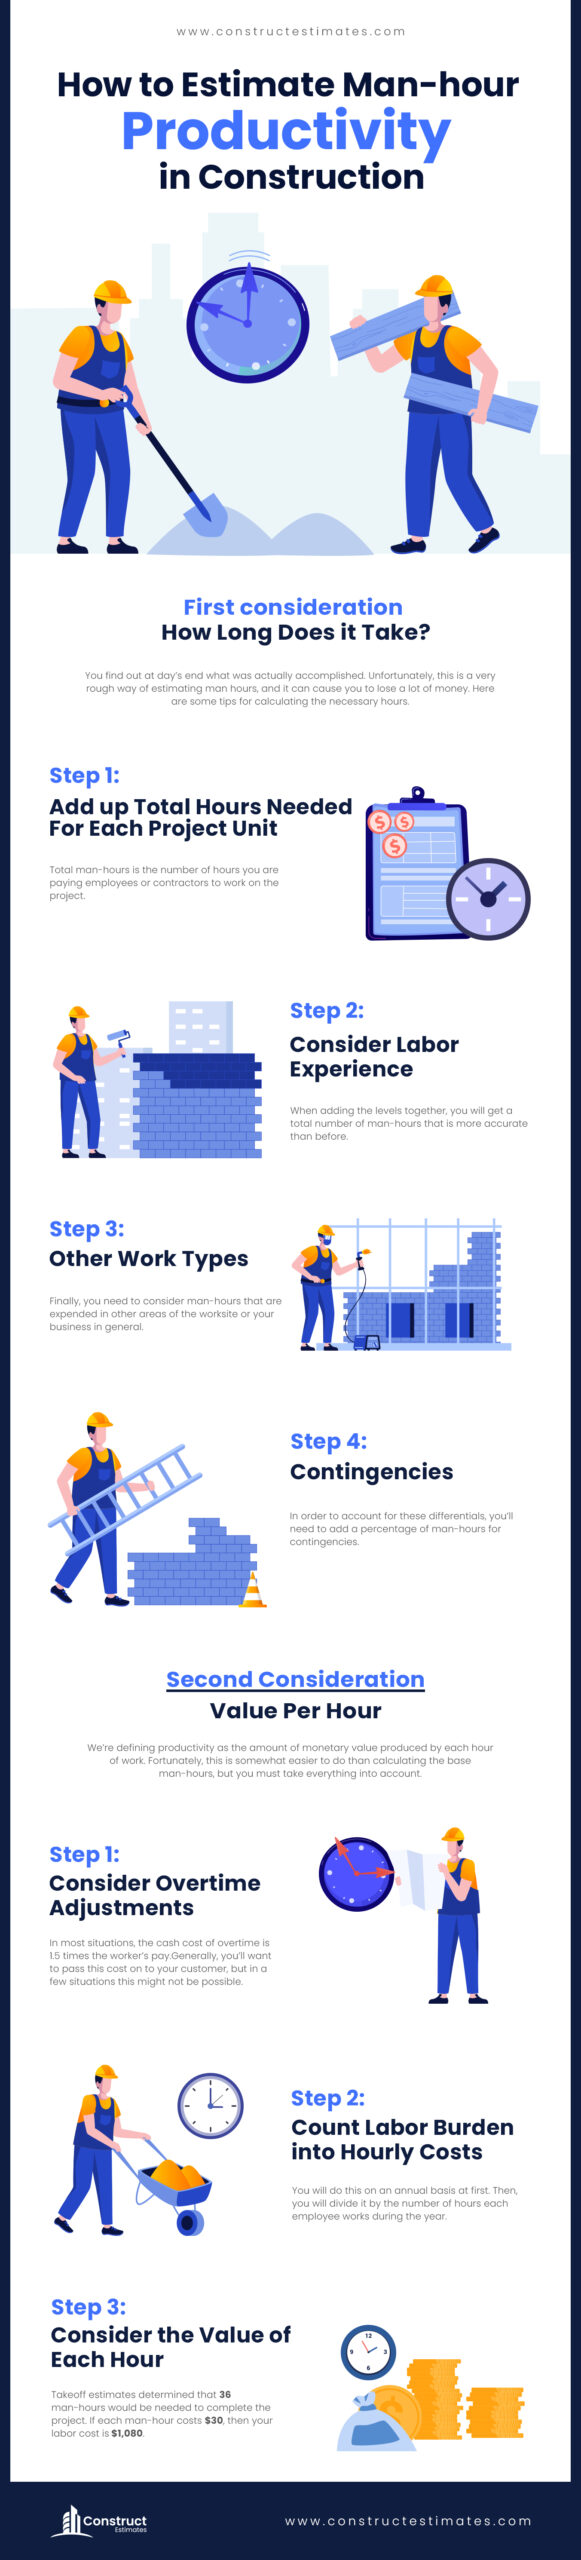 www.constructestimates.com
How to Estimate Man-hour
Productivity
in Construction
First consideration
How Long Does it Take?
You find out at day's end what was actually accomplished. Unfortunately, this is a very
rough way of estimating man hours, and it can cause you to lose a lot of money. Here
are some tips for calculating the necessary hours.
Step 1:
Add up Total Hours Needed
For Each Project Unit
Total man-hours is the number of hours you are
paying employees or contractors to work on the
project.
$ $
$
Step 2:
Consider Labor
Experience
When adding the levels together, you will get a
total number of man-hours that is more accurate
than before.
Step 3:
Other Work Types
Finally, you need to consider man-hours that are
expended in other areas of the worksite or your
business in general.
Step 4:
Contingencies
In order to account for these differentials, you'll
need to add a percentage of man-hours for
contingencies.
Second Consideration
Value Per Hour
We're defining productivity as the amount of monetary value produced by each hour
of work. Fortunately, this is somewhat easier to do than calculating the base
man-hours, but you must take everything into account.
Step 1:
Consider Overtime
Adjustments
In most situations, the cash cost of overtime is
1.5 times the worker's pay.Generally, you'll want
to pass this cost on to your customer, but in a
few situations this might not be possible.
Step 2:
Count Labor Burden
into Hourly Costs
You will do this on an annual basis at first. Then,
you will divide it by the number of hours each
employee works during the year.
Step 3:
Consider the Value of
Each Hour
Takeoff estimates determined that 36
man-hours would be needed to complete the
project. If each man-hour costs $30, then your
labor cost is $1,080.
12
9 3
6
Construct
Estimates
www.constructestimates.com